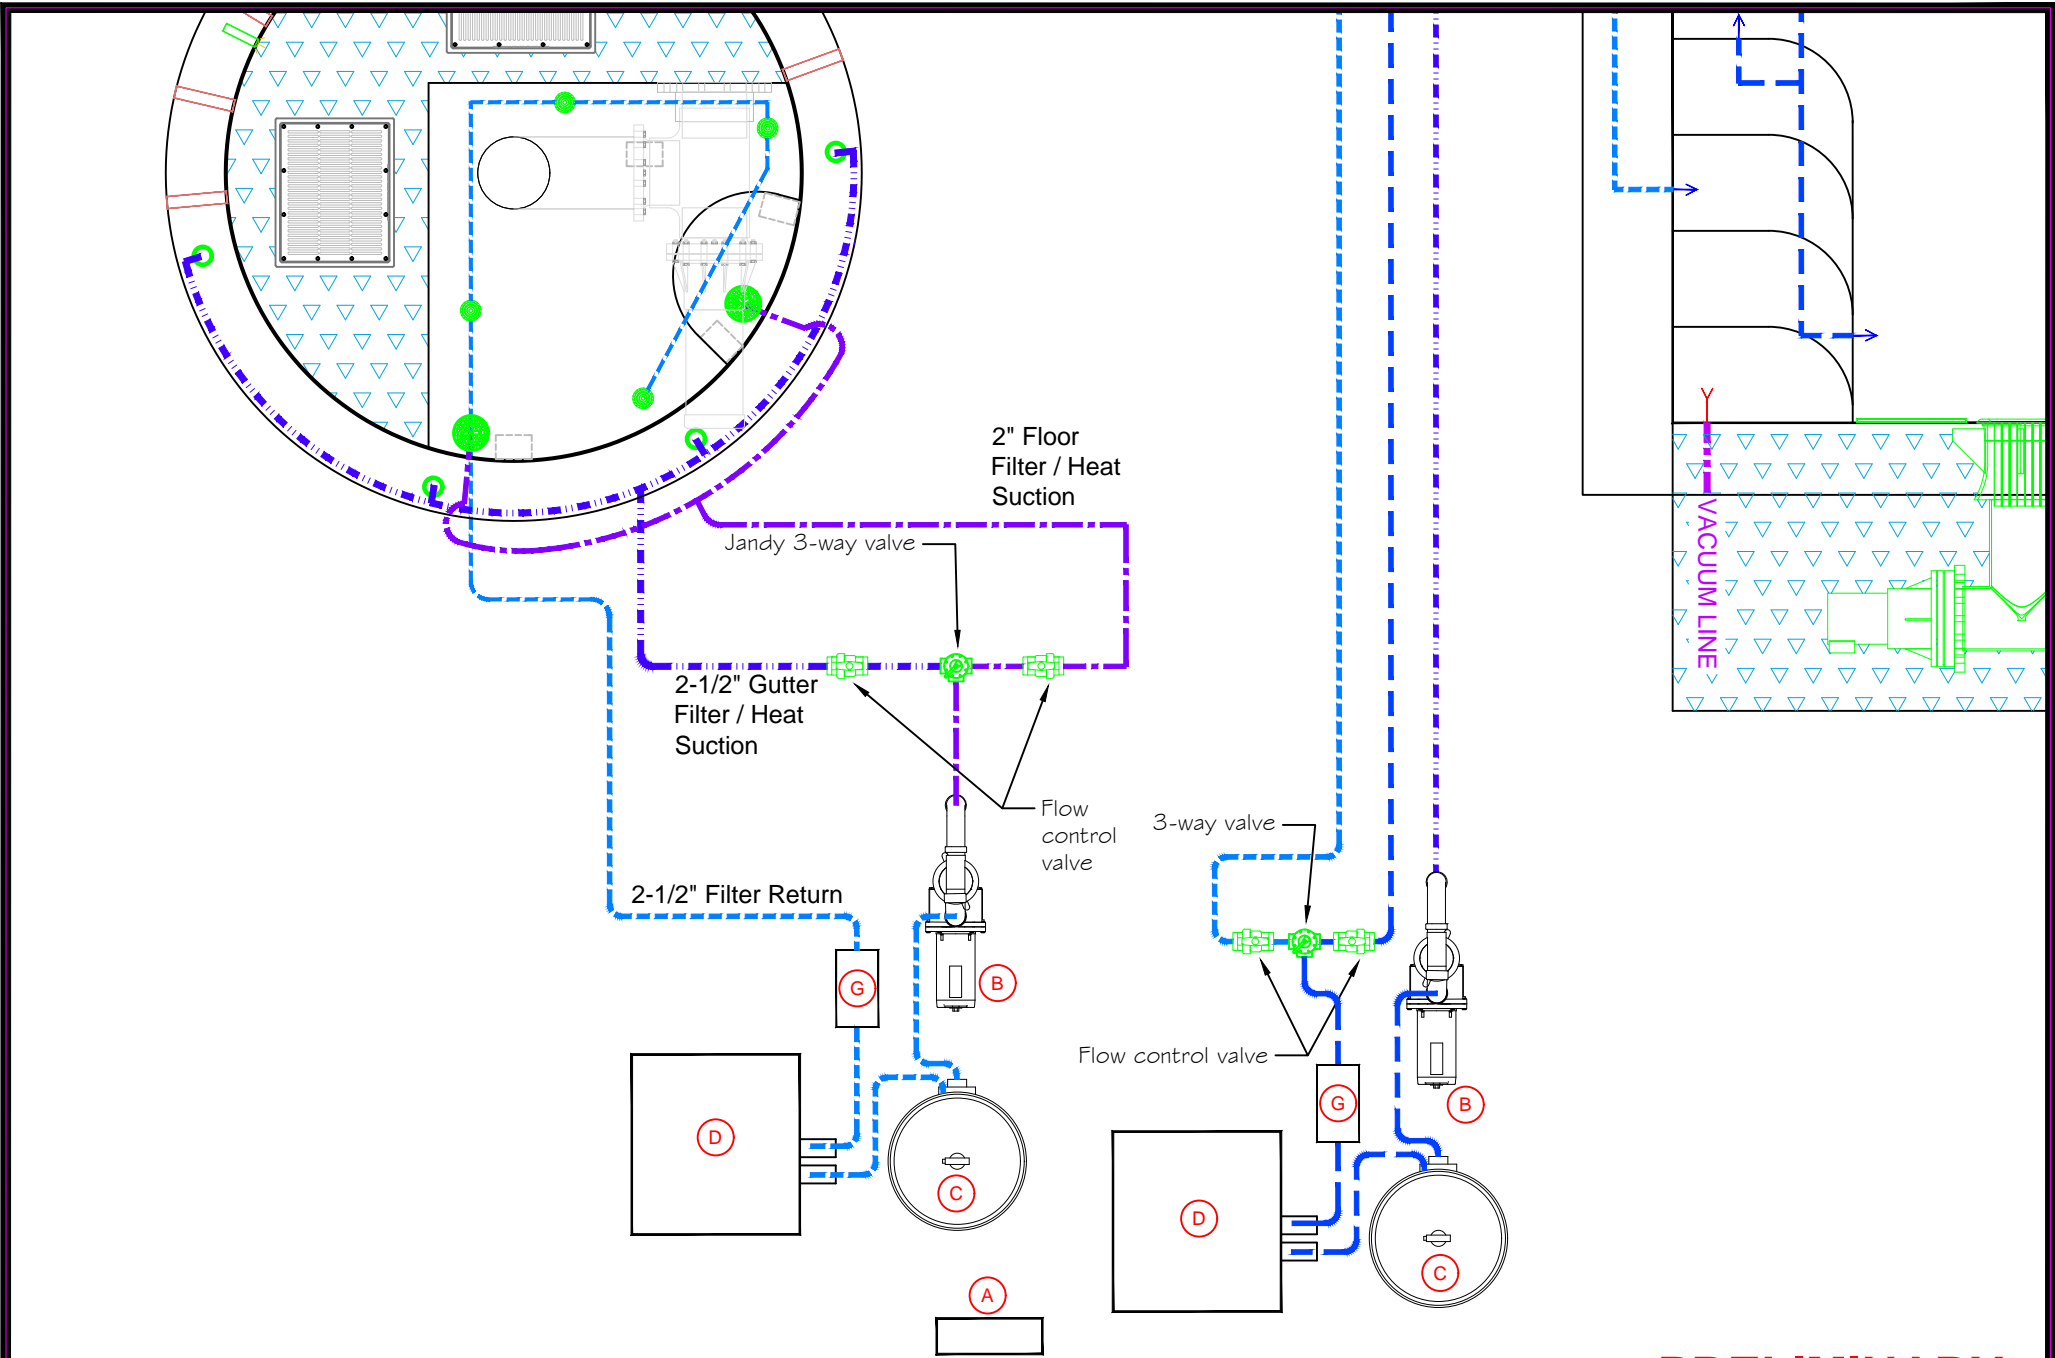 2" Floor
Filter / Heat
Suction
Jandy 3-way valve
VACUUM LINE
2-1/2" Gutter
Filter / Heat
Suction
Flow
control
valve
3-way valve
2-1/2" Filter Return
G
B
Flow control valve
G
B
D
C
D
C
A